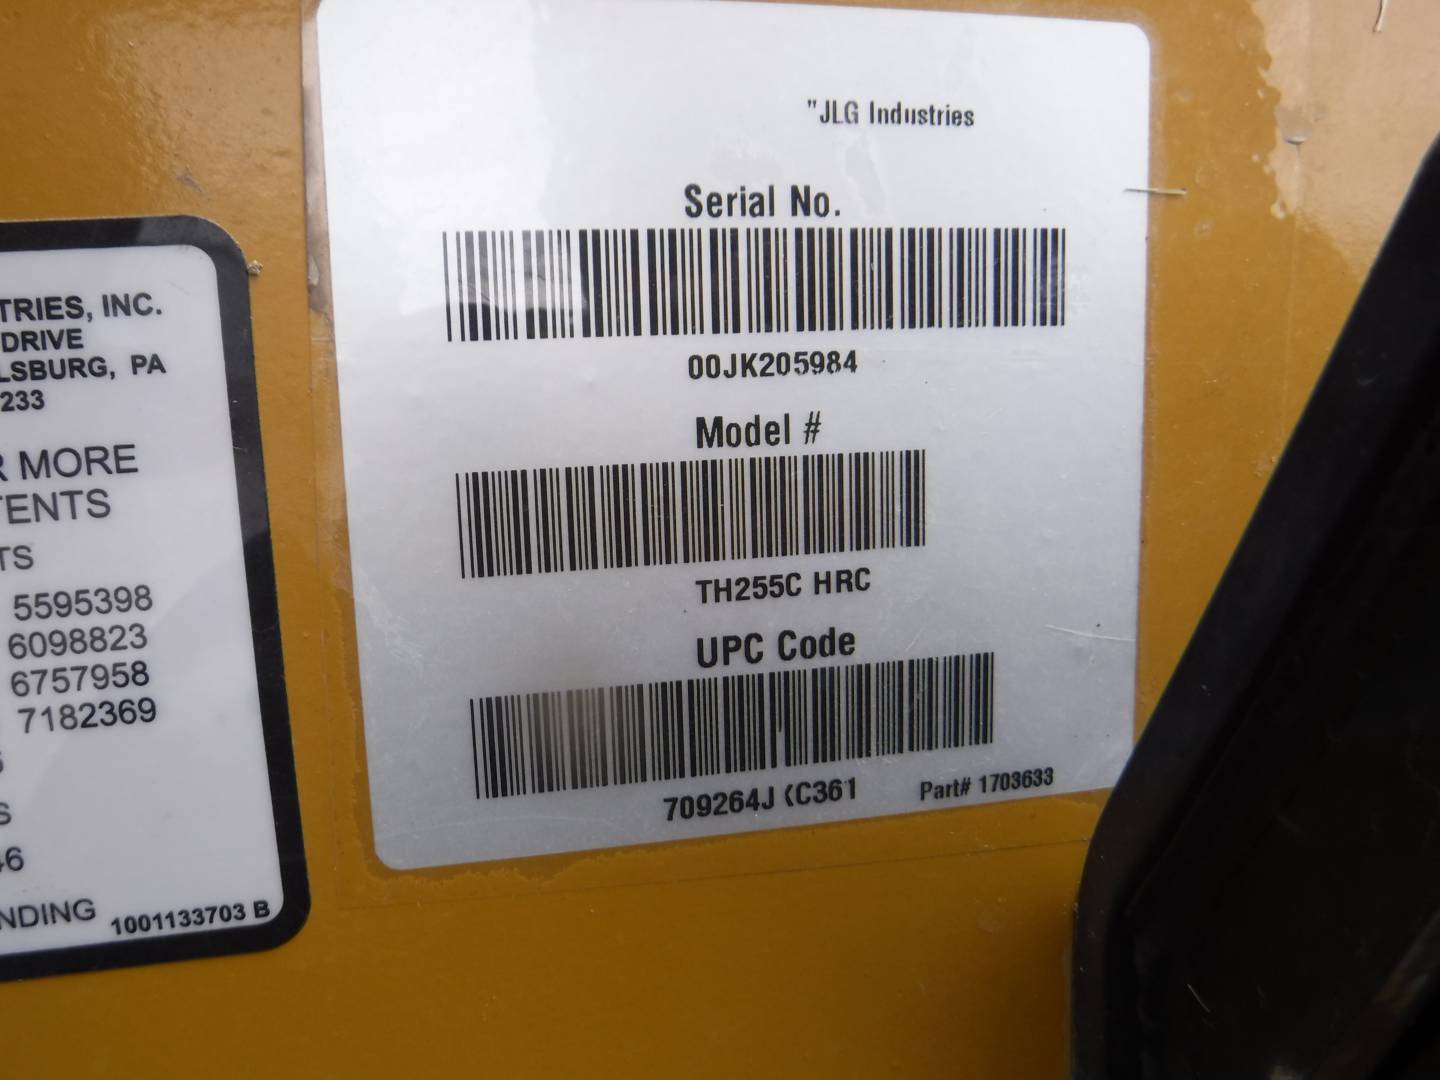 TRIES, INC.
DRIVE
LSBURG, PA
233
R MORE
TENTS
TS
5595398
6098823
6757958
7182369
S
46
NDING
1001133703 B
"JLG Industries
Serial No.
00JK205984
Model #
TH255C HRC
UPC Code
709264J (C361
Part# 1703633